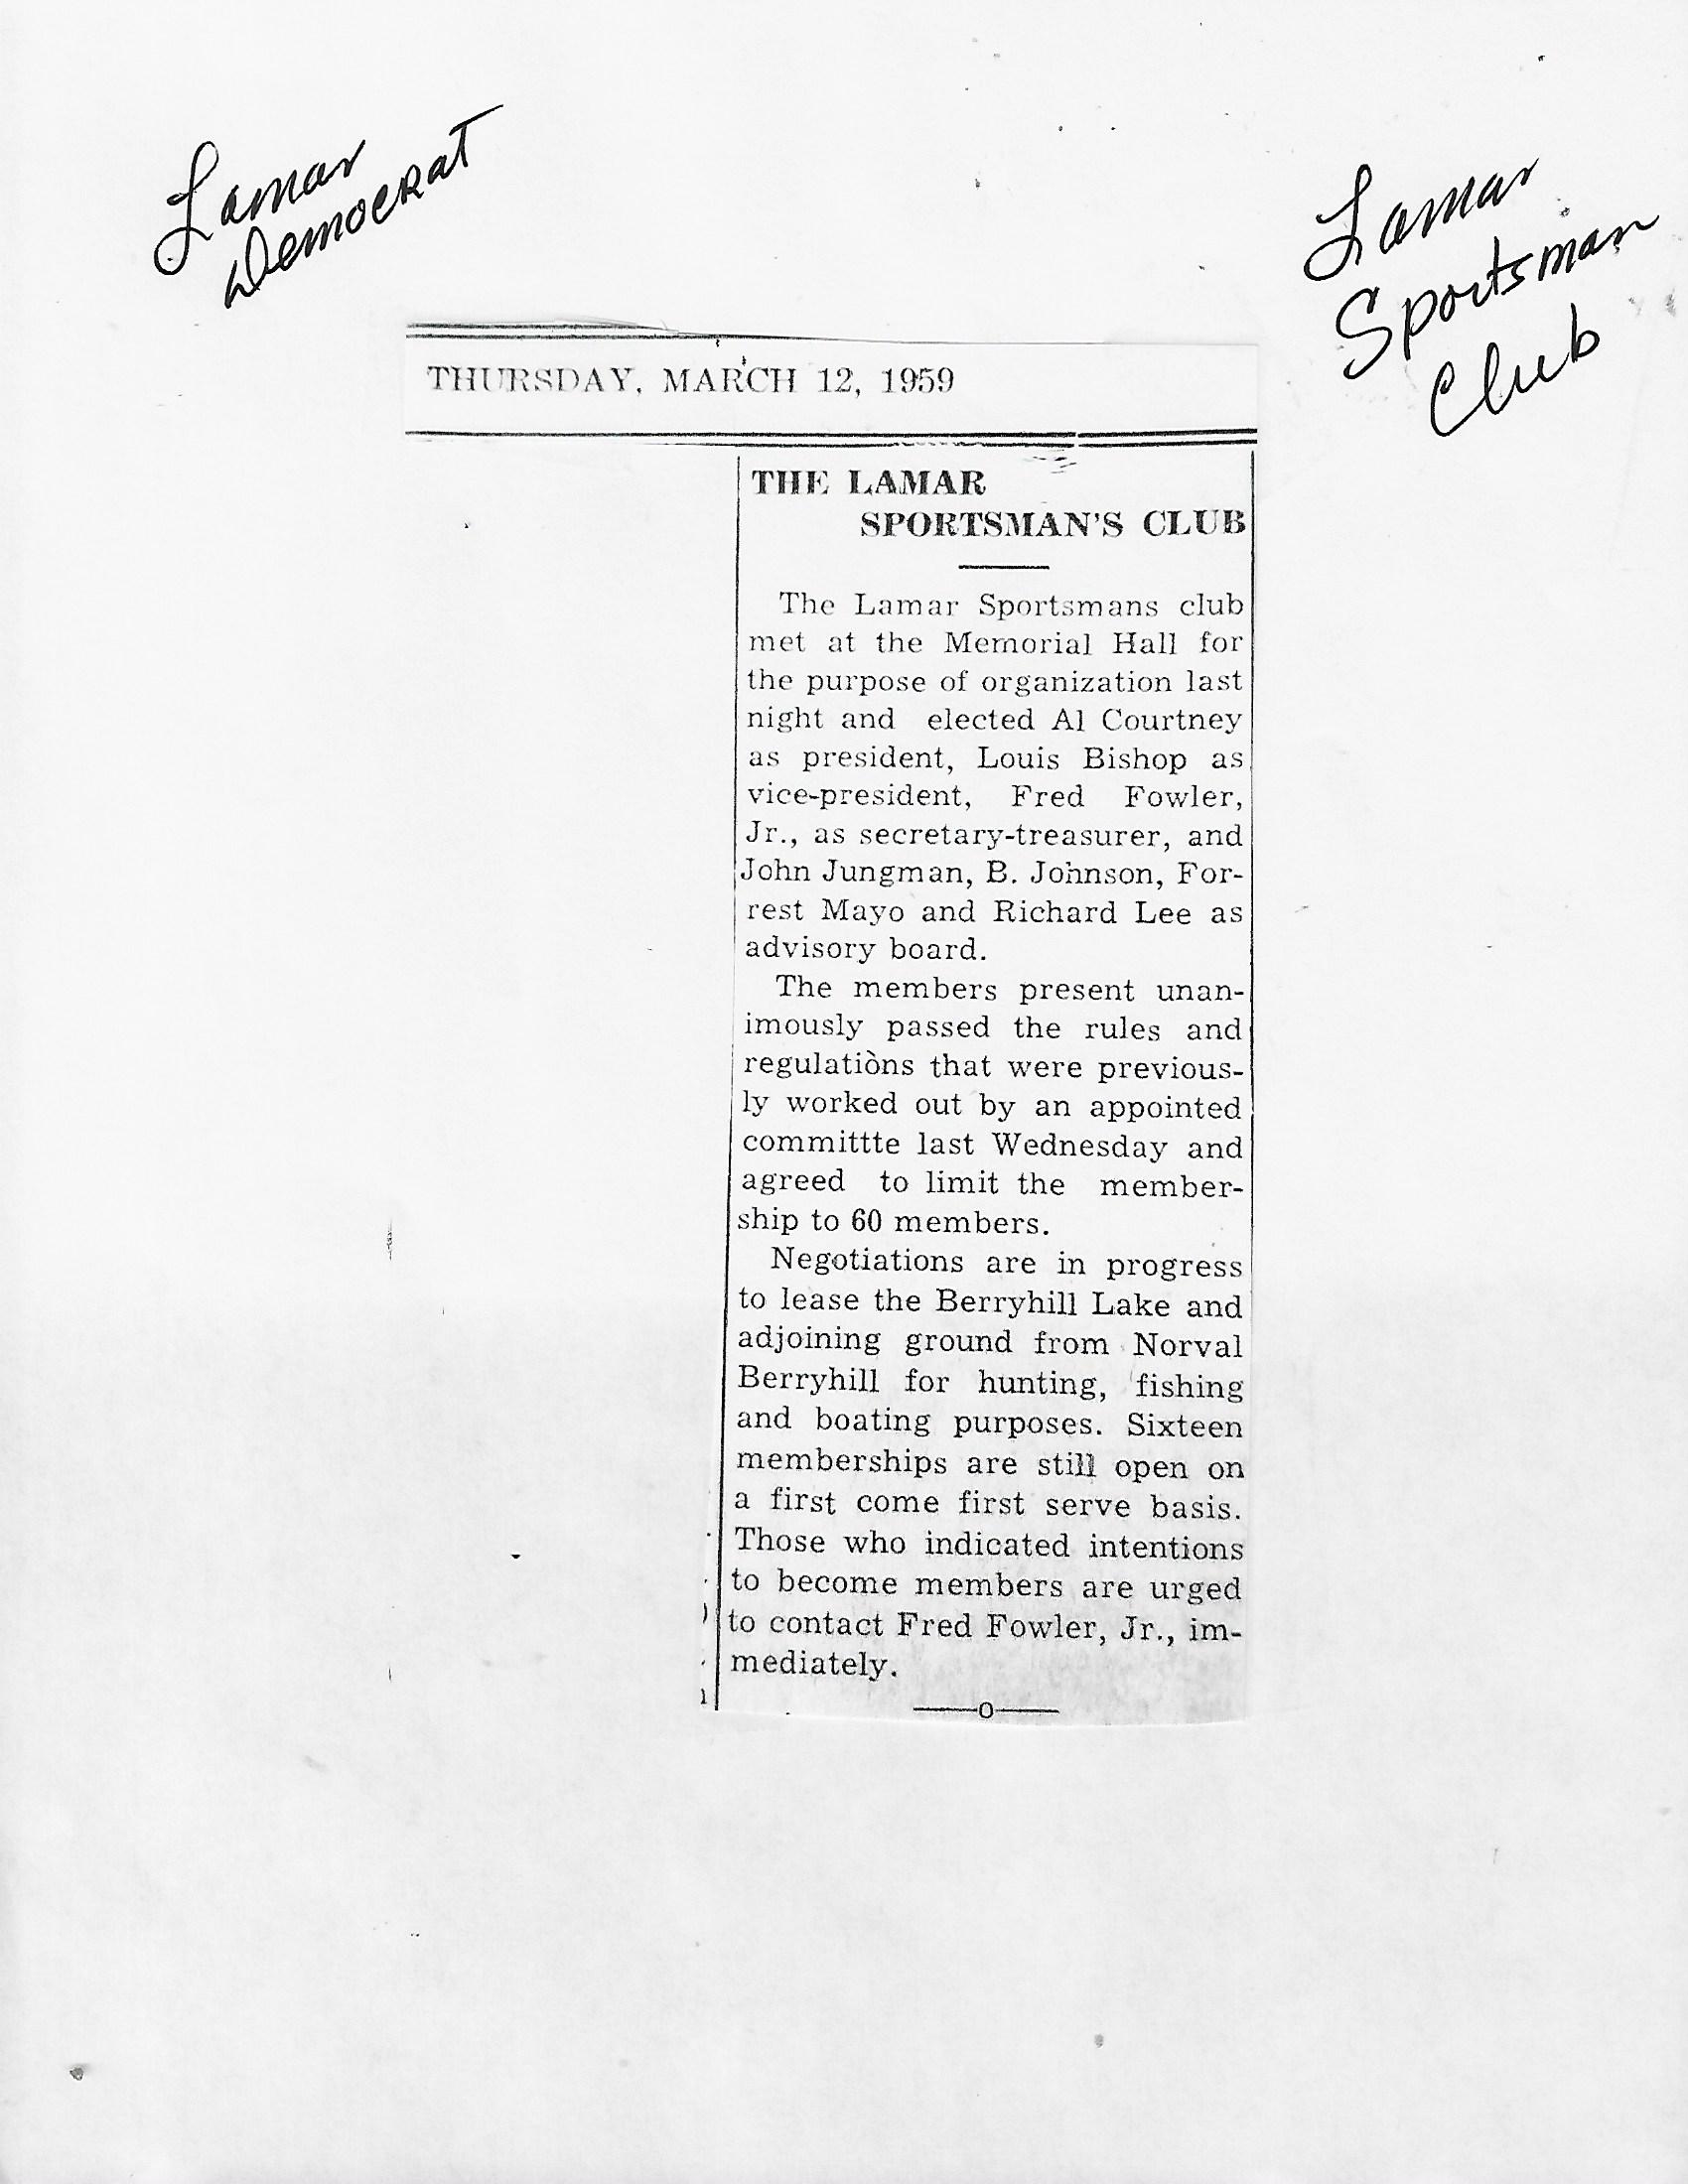 Lamar
Democrat
Lamar
Sportsman
Club
THURSDAY, MARCH 12, 1959
THE LAMAR
SPORTSMAN'S CLUB
The Lamar Sportsmans club
met at the Memorial Hall for
the purpose of organization last
night and elected Al Courtney
as president, Louis Bishop as
vice-president, Fred Fowler,
Jr., as secretary-treasurer, and
John Jungman, B. Johnson, For-
rest Mayo and Richard Lee as
advisory board.
The members present unan-
imously passed the rules and
regulations that were previous-
ly worked out by an appointed
committte last Wednesday and
agreed to limit the member-
ship to 60 members.
Negotiations are in progress
to lease the Berryhill Lake and
adjoining ground from Norval
Berryhill for hunting, fishing
and boating purposes. Sixteen
memberships are still open on
a first come first serve basis.
Those who indicated intentions
to become members are urged
to contact Fred Fowler, Jr., im-
mediately.
——o——